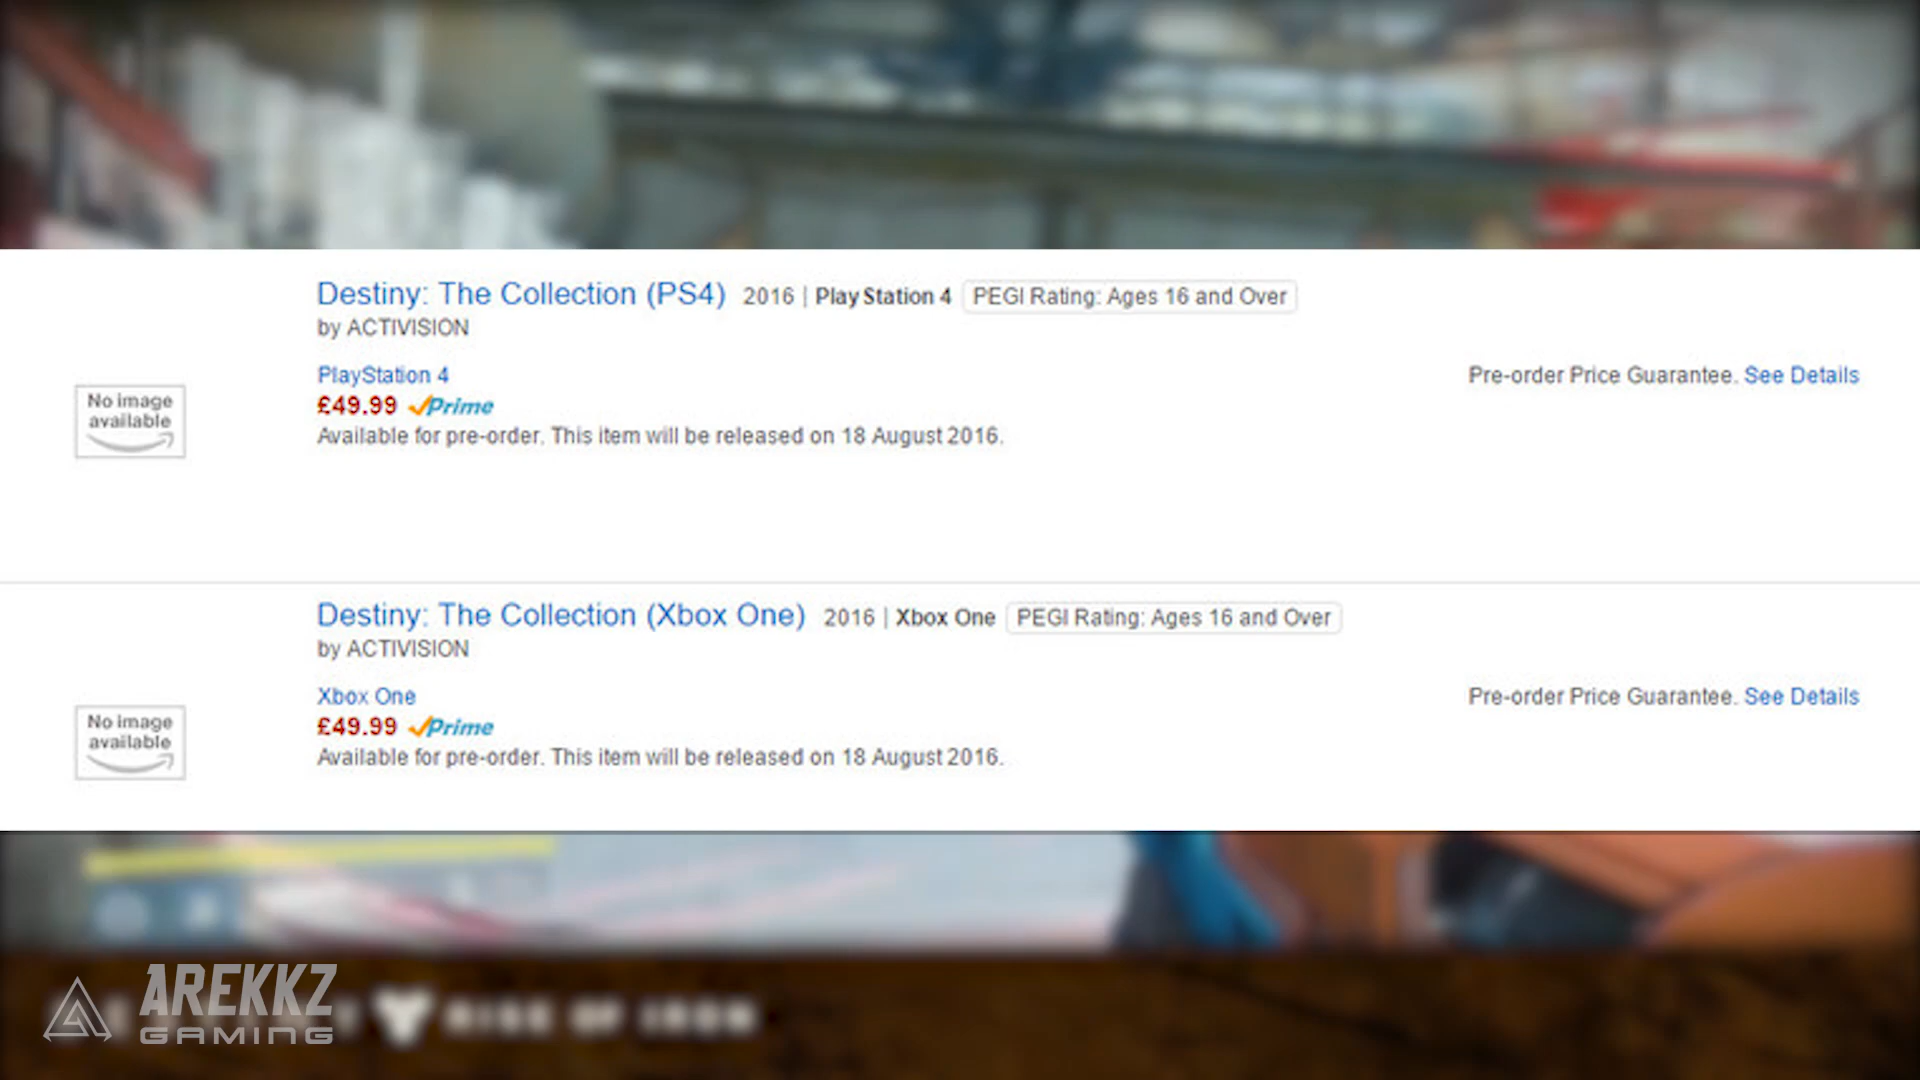 Destiny: The Collection (PS4) 2016 | PlayStation 4 PEGI Rating: Ages 16 and Over
by ACTIVISION
PlayStation 4
Pre-order Price Guarantee. See Details
No image
available
£49.99 Prime
Available for pre-order. This item will be released on 18 August 2016.
Destiny: The Collection (Xbox One) 2016 | Xbox One PEGI Rating: Ages 16 and Over
by ACTIVISION
Xbox One
Pre-order Price Guarantee. See Details
No image
available
£49.99 Prime
Available for pre-order. This item will be released on 18 August 2016.
AREKKZ
GAMING
RISE OF IRON